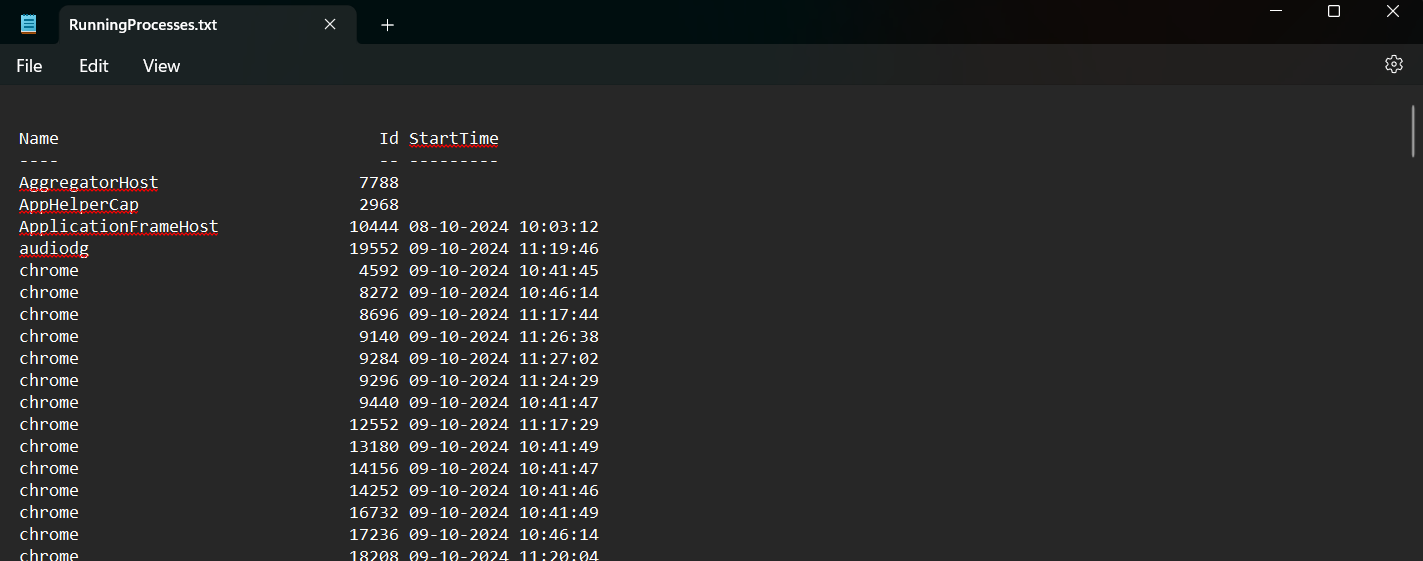 RunningProcesses.txt
File Edit View
Name Id StartTime
---- -- ---------
AggregatorHost 7788
AppHelperCap 2968
ApplicationFrameHost 10444 08-10-2024 10:03:12
audiodg 19552 09-10-2024 11:19:46
chrome 4592 09-10-2024 10:41:45
chrome 8272 09-10-2024 10:46:14
chrome 8696 09-10-2024 11:17:44
chrome 9140 09-10-2024 11:26:38
chrome 9284 09-10-2024 11:27:02
chrome 9296 09-10-2024 11:24:29
chrome 9440 09-10-2024 10:41:47
chrome 12552 09-10-2024 11:17:29
chrome 13180 09-10-2024 10:41:49
chrome 14156 09-10-2024 10:41:47
chrome 14252 09-10-2024 10:41:46
chrome 16732 09-10-2024 10:41:49
chrome 17236 09-10-2024 10:46:14
chrome 18208 09-10-2024 11:20:04